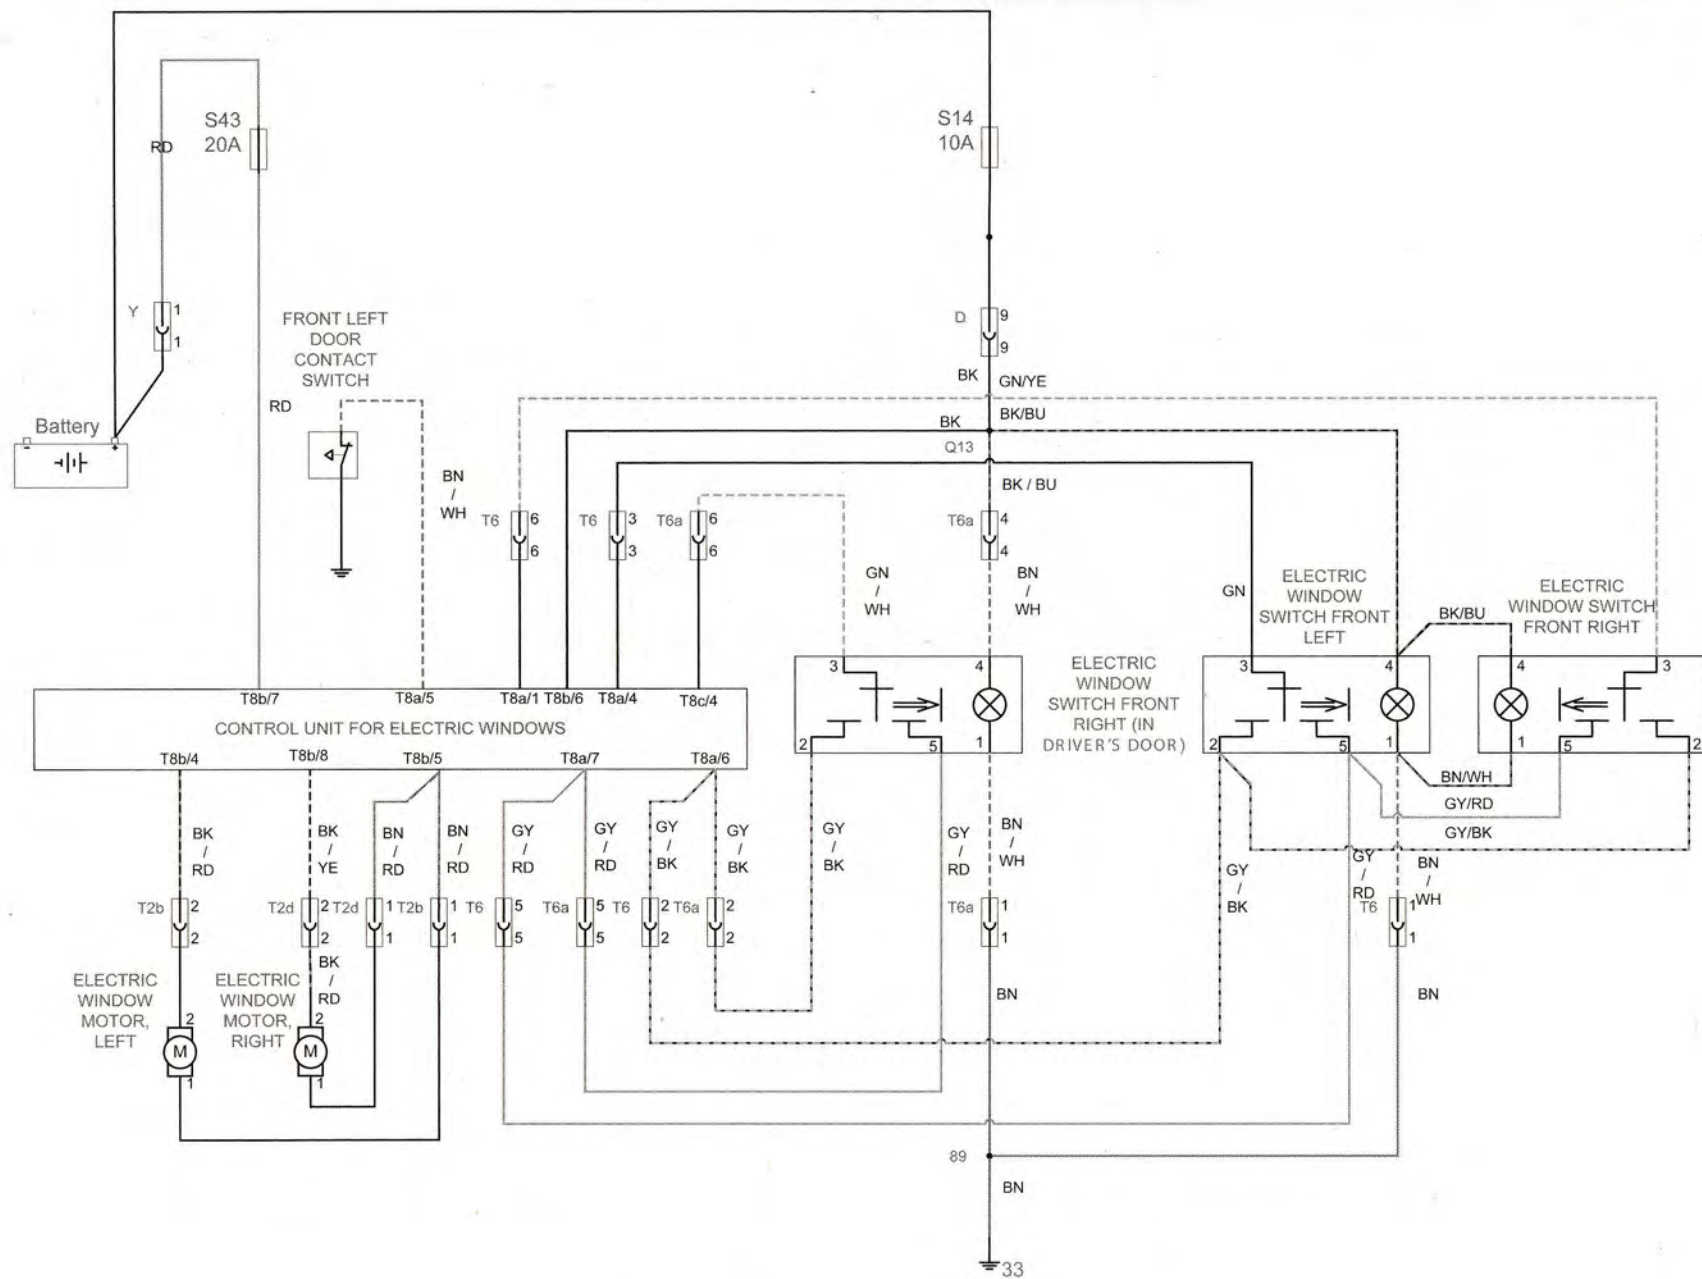 S43
20A
S14
10A
RD
Y
1
1
FRONT LEFT
DOOR
CONTACT
SWITCH
D
9
9
BK
GN/YE
RD
BK/BU
BK
Battery
-
+
Q13
BN
/
WH
BK / BU
T6
6
6
T6
3
3
T6a
6
6
T6a
4
4
GN
/
WH
BN
/
WH
GN
ELECTRIC
WINDOW
SWITCH FRONT
LEFT
BK/BU
ELECTRIC
WINDOW SWITCH
FRONT RIGHT
3
4
2
5
1
ELECTRIC
WINDOW
SWITCH FRONT
RIGHT (IN
DRIVER'S DOOR)
3
4
2
5
1
4
3
1
5
2
T8b/7
T8a/5
T8a/1
T8b/6
T8a/4
T8c/4
CONTROL UNIT FOR ELECTRIC WINDOWS
T8b/4
T8b/8
T8b/5
T8a/7
T8a/6
BN/WH
GY/RD
GY/BK
BK
/
RD
BK
/
YE
BN
/
RD
BN
/
RD
GY
/
RD
GY
/
RD
GY
/
BK
GY
/
BK
GY
/
BK
GY
/
RD
BN
/
WH
GY
/
BK
GY
/
RD
BN
/
WH
T2b
2
2
T2d
2
2
T2d
1
1
T2b
1
1
T6
5
5
T6a
5
5
T6
2
2
T6a
2
2
T6a
1
1
T6
1
1
BK
/
RD
ELECTRIC
WINDOW
MOTOR,
LEFT
2
M
1
ELECTRIC
WINDOW
MOTOR,
RIGHT
2
M
1
BN
BN
89
BN
33